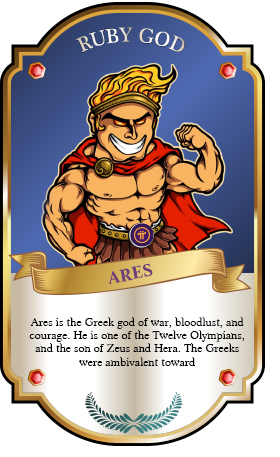 RUBY GOD
ARES
Ares is the Greek god of war, bloodlust, and
courage. He is one of the Twelve Olympians,
and the son of Zeus and Hera. The Greeks
were ambivalent toward